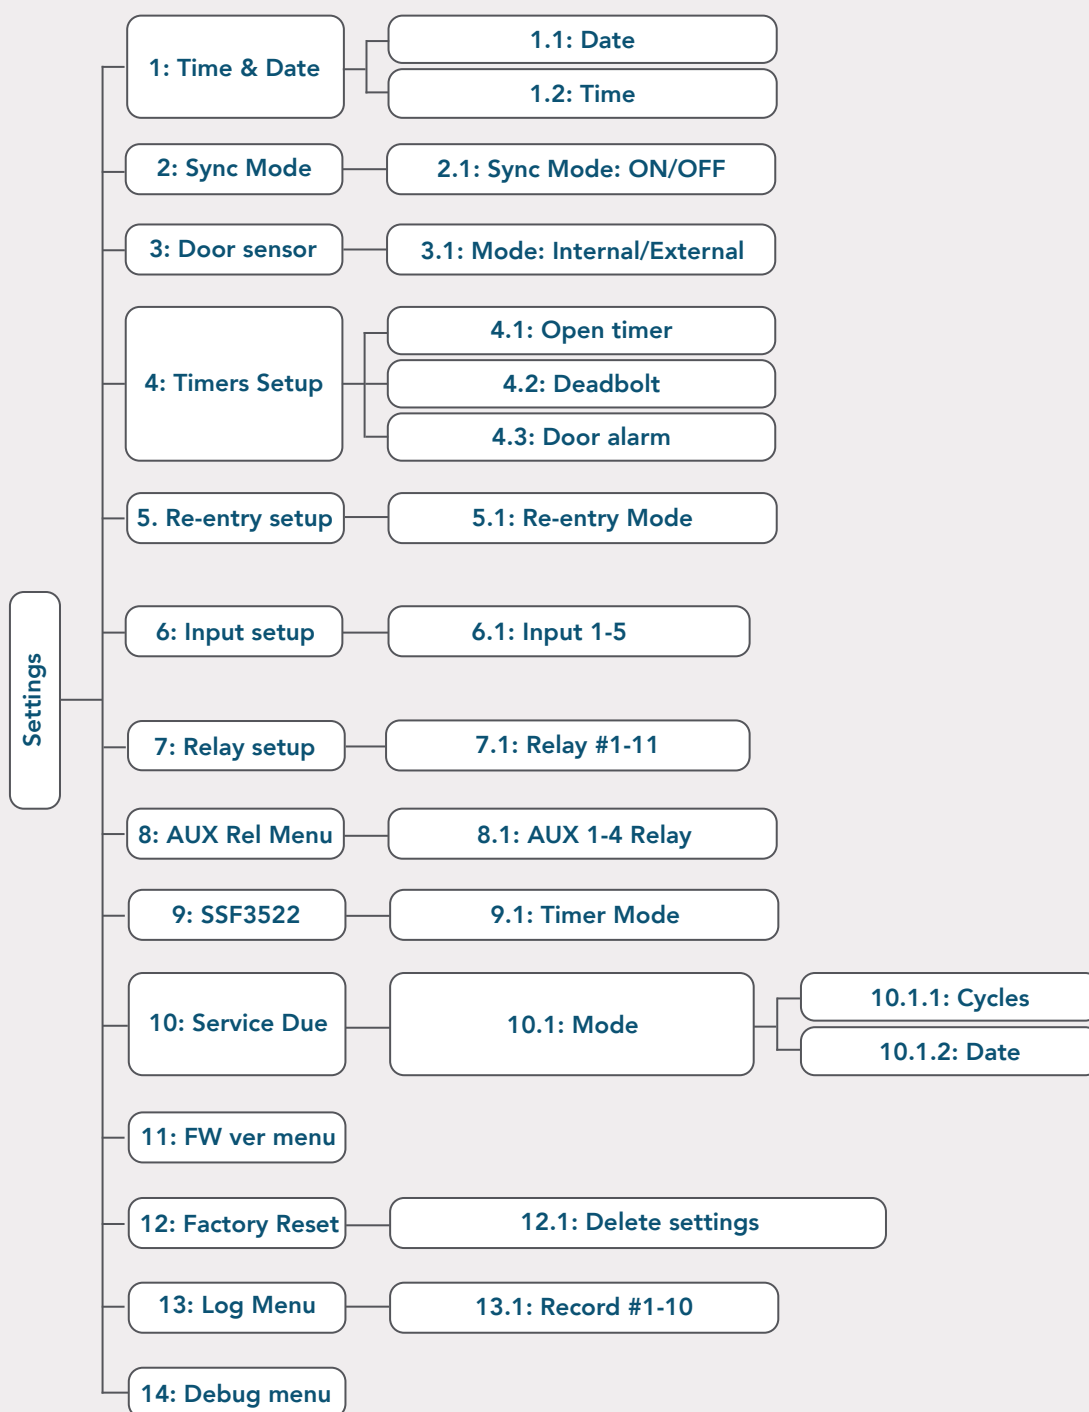 Settings
1: Time & Date
1.1: Date
1.2: Time
2: Sync Mode
2.1: Sync Mode: ON/OFF
3: Door sensor
3.1: Mode: Internal/External
4: Timers Setup
4.1: Open timer
4.2: Deadbolt
4.3: Door alarm
5. Re-entry setup
5.1: Re-entry Mode
6: Input setup
6.1: Input 1-5
7: Relay setup
7.1: Relay #1-11
8: AUX Rel Menu
8.1: AUX 1-4 Relay
9: SSF3522
9.1: Timer Mode
10: Service Due
10.1: Mode
10.1.1: Cycles
10.1.2: Date
11: FW ver menu
12: Factory Reset
12.1: Delete settings
13: Log Menu
13.1: Record #1-10
14: Debug menu